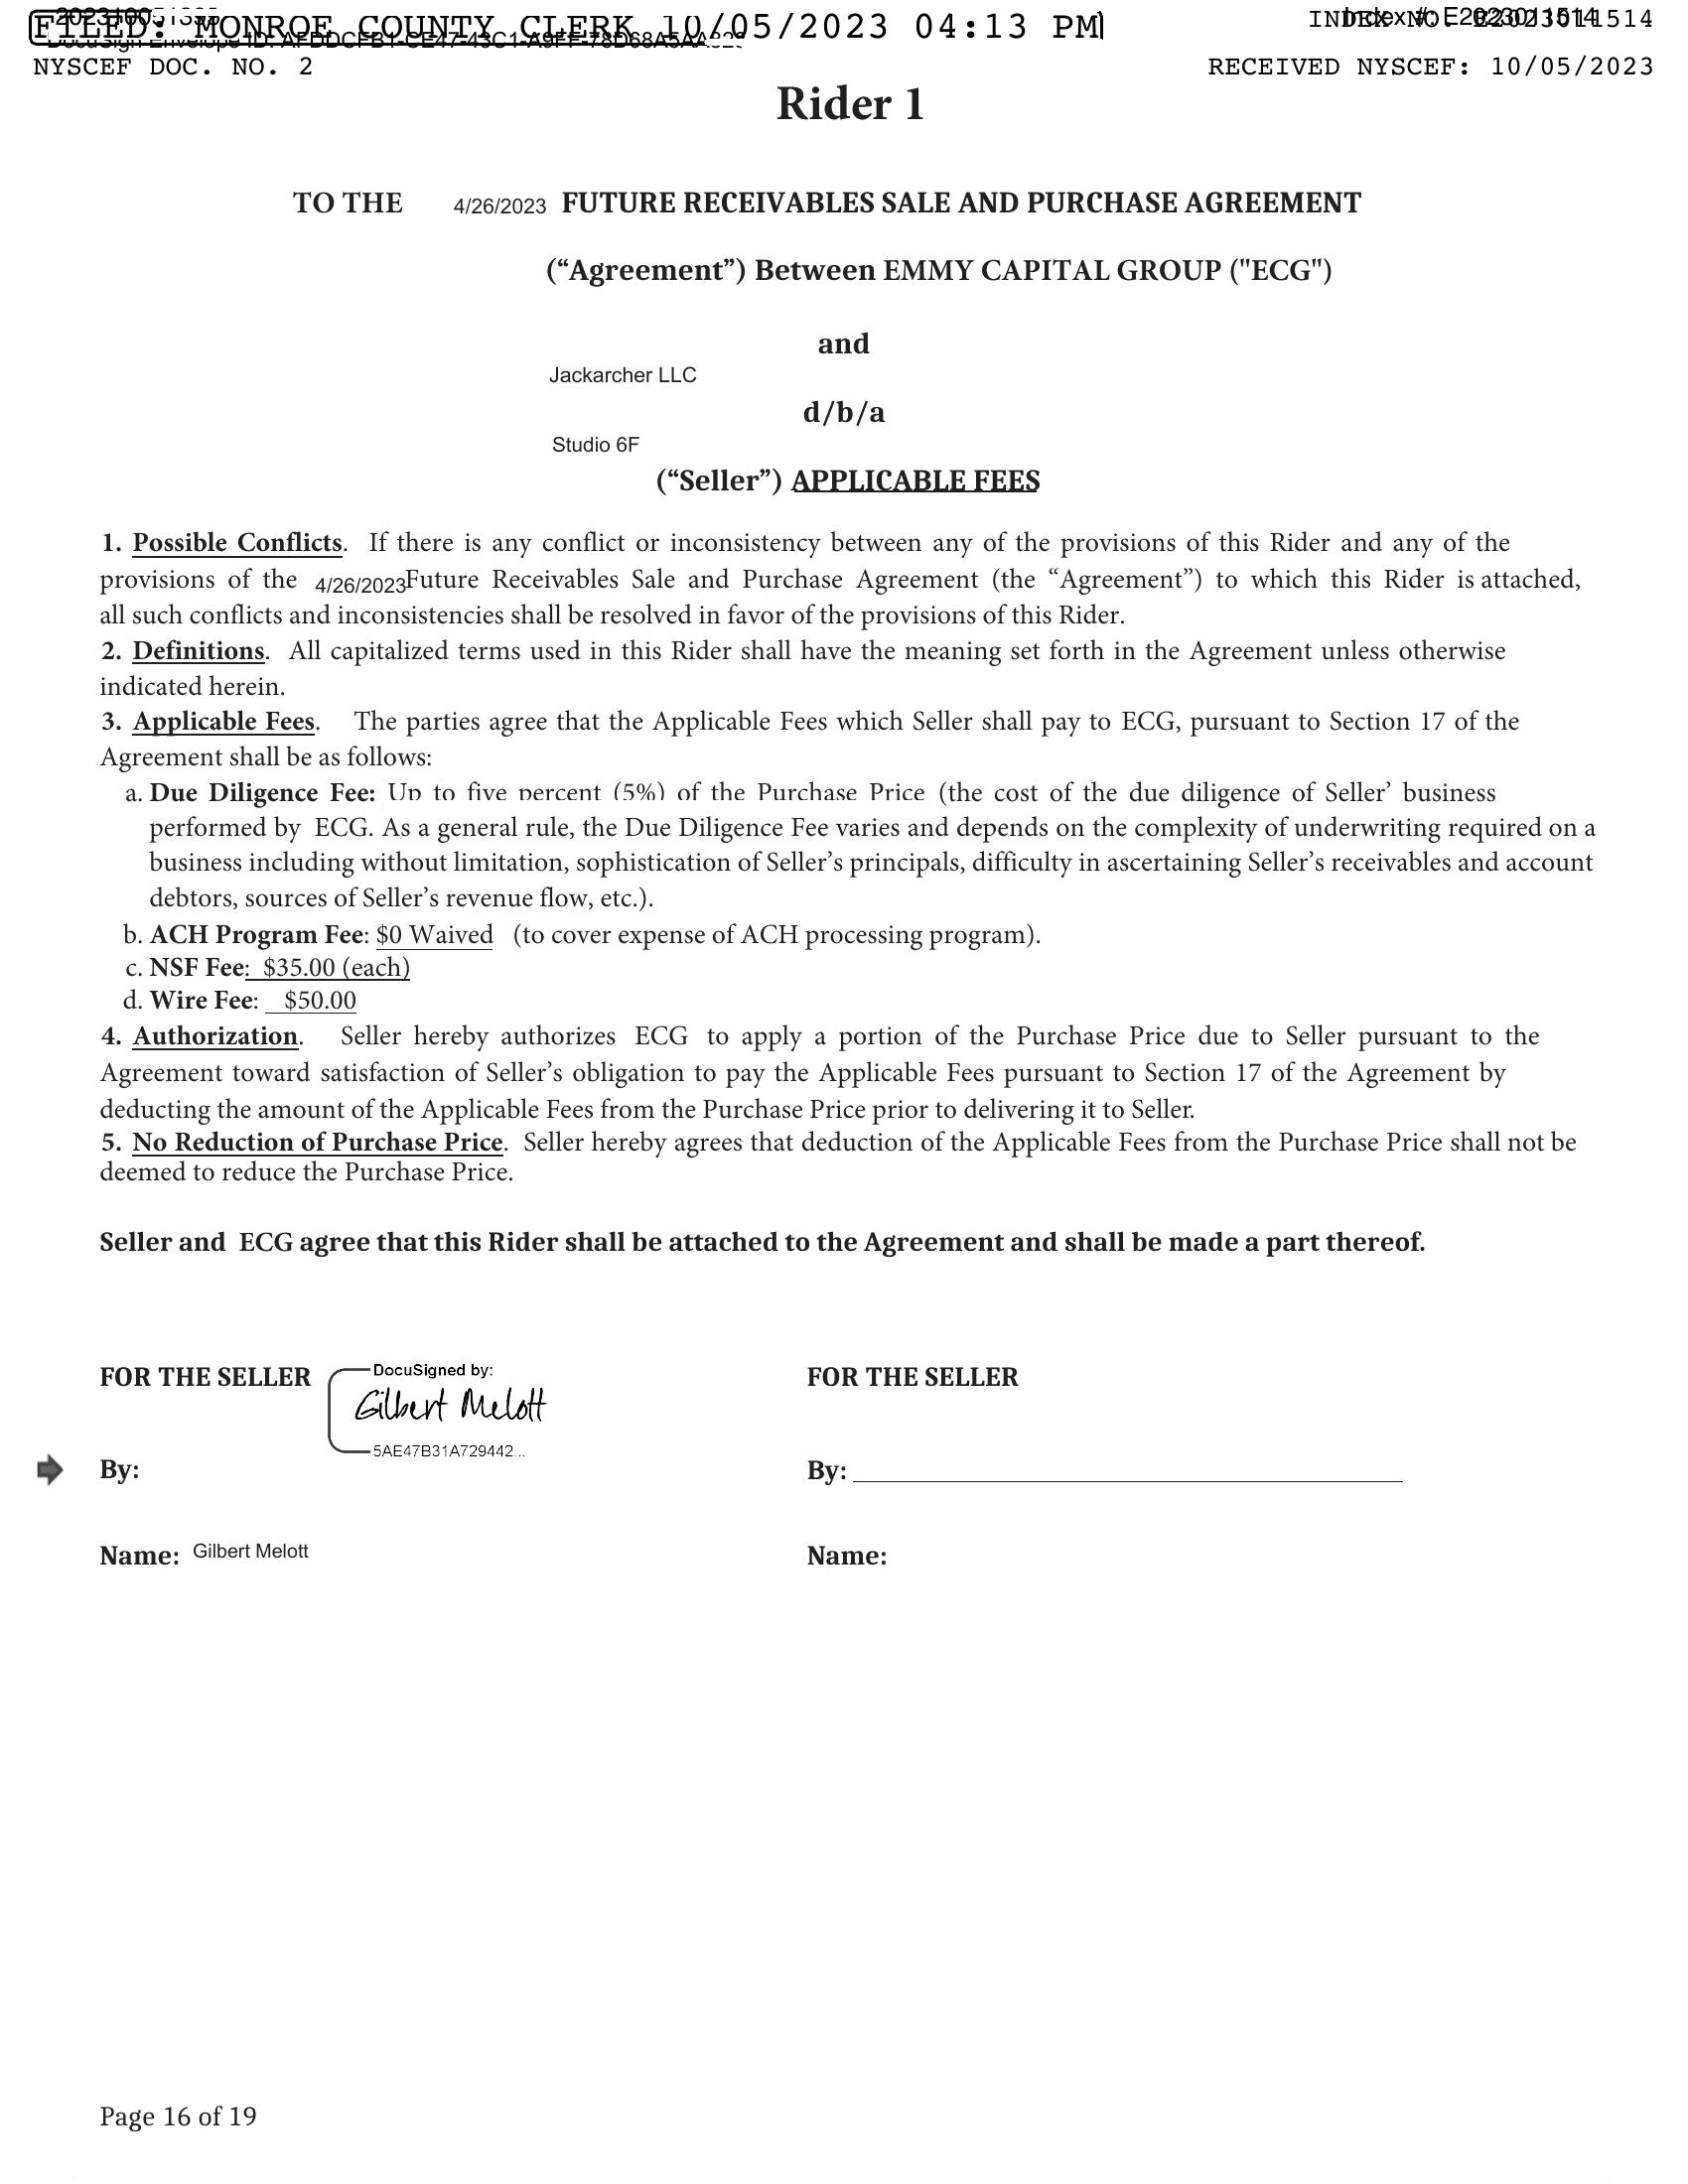 FILED: MONROE COUNTY CLERK 10/05/2023 04:13 PM
INDEX NO. E2023011514
NYSCEF DOC. NO. 2
RECEIVED NYSCEF: 10/05/2023
Rider 1
TO THE 4/26/2023 FUTURE RECEIVABLES SALE AND PURCHASE AGREEMENT
(“Agreement”) Between EMMY CAPITAL GROUP ("ECG")
and
Jackarcher LLC
d/b/a
Studio 6F
(“Seller”) APPLICABLE FEES
1. Possible Conflicts. If there is any conflict or inconsistency between any of the provisions of this Rider and any of the
provisions of the 4/26/2023 Future Receivables Sale and Purchase Agreement (the “Agreement”) to which this Rider is attached,
all such conflicts and inconsistencies shall be resolved in favor of the provisions of this Rider.
2. Definitions. All capitalized terms used in this Rider shall have the meaning set forth in the Agreement unless otherwise
indicated herein.
3. Applicable Fees. The parties agree that the Applicable Fees which Seller shall pay to ECG, pursuant to Section 17 of the
Agreement shall be as follows:
a. Due Diligence Fee: Up to five percent (5%) of the Purchase Price (the cost of the due diligence of Seller’ business
performed by ECG. As a general rule, the Due Diligence Fee varies and depends on the complexity of underwriting required on a
business including without limitation, sophistication of Seller’s principals, difficulty in ascertaining Seller’s receivables and account
debtors, sources of Seller’s revenue flow, etc.).
b. ACH Program Fee: $0 Waived (to cover expense of ACH processing program).
c. NSF Fee: $35.00 (each)
d. Wire Fee: $50.00
4. Authorization. Seller hereby authorizes ECG to apply a portion of the Purchase Price due to Seller pursuant to the
Agreement toward satisfaction of Seller’s obligation to pay the Applicable Fees pursuant to Section 17 of the Agreement by
deducting the amount of the Applicable Fees from the Purchase Price prior to delivering it to Seller.
5. No Reduction of Purchase Price. Seller hereby agrees that deduction of the Applicable Fees from the Purchase Price shall not be
deemed to reduce the Purchase Price.
Seller and ECG agree that this Rider shall be attached to the Agreement and shall be made a part thereof.
FOR THE SELLER
DocuSigned by:
Gilbert Melott
5AE47B31A729442...
By:
Name: Gilbert Melott
FOR THE SELLER
By:
Name:
Page 16 of 19